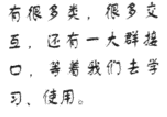 有很多类，很多交
互，还有一大群接
口，等着我们去学
习、使用。